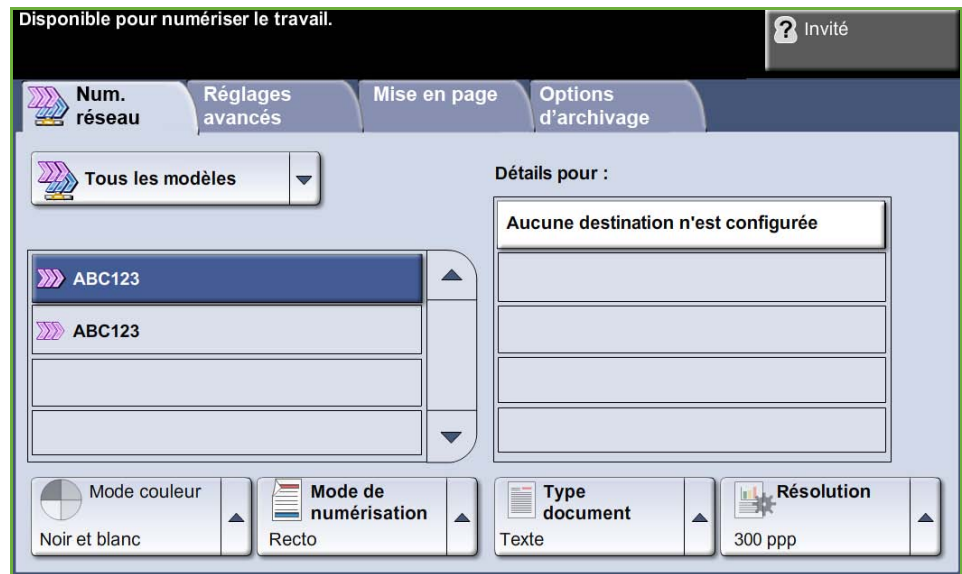 Disponible pour numériser le travail.
? Invité
Num.
réseau
Réglages
avancés
Mise en page
Options
d'archivage
Tous les modèles
Détails pour :
Aucune destination n'est configurée
ABC123
ABC123
Mode couleur
Noir et blanc
Mode de
numérisation
Recto
Type
document
Texte
Résolution
300 ppp